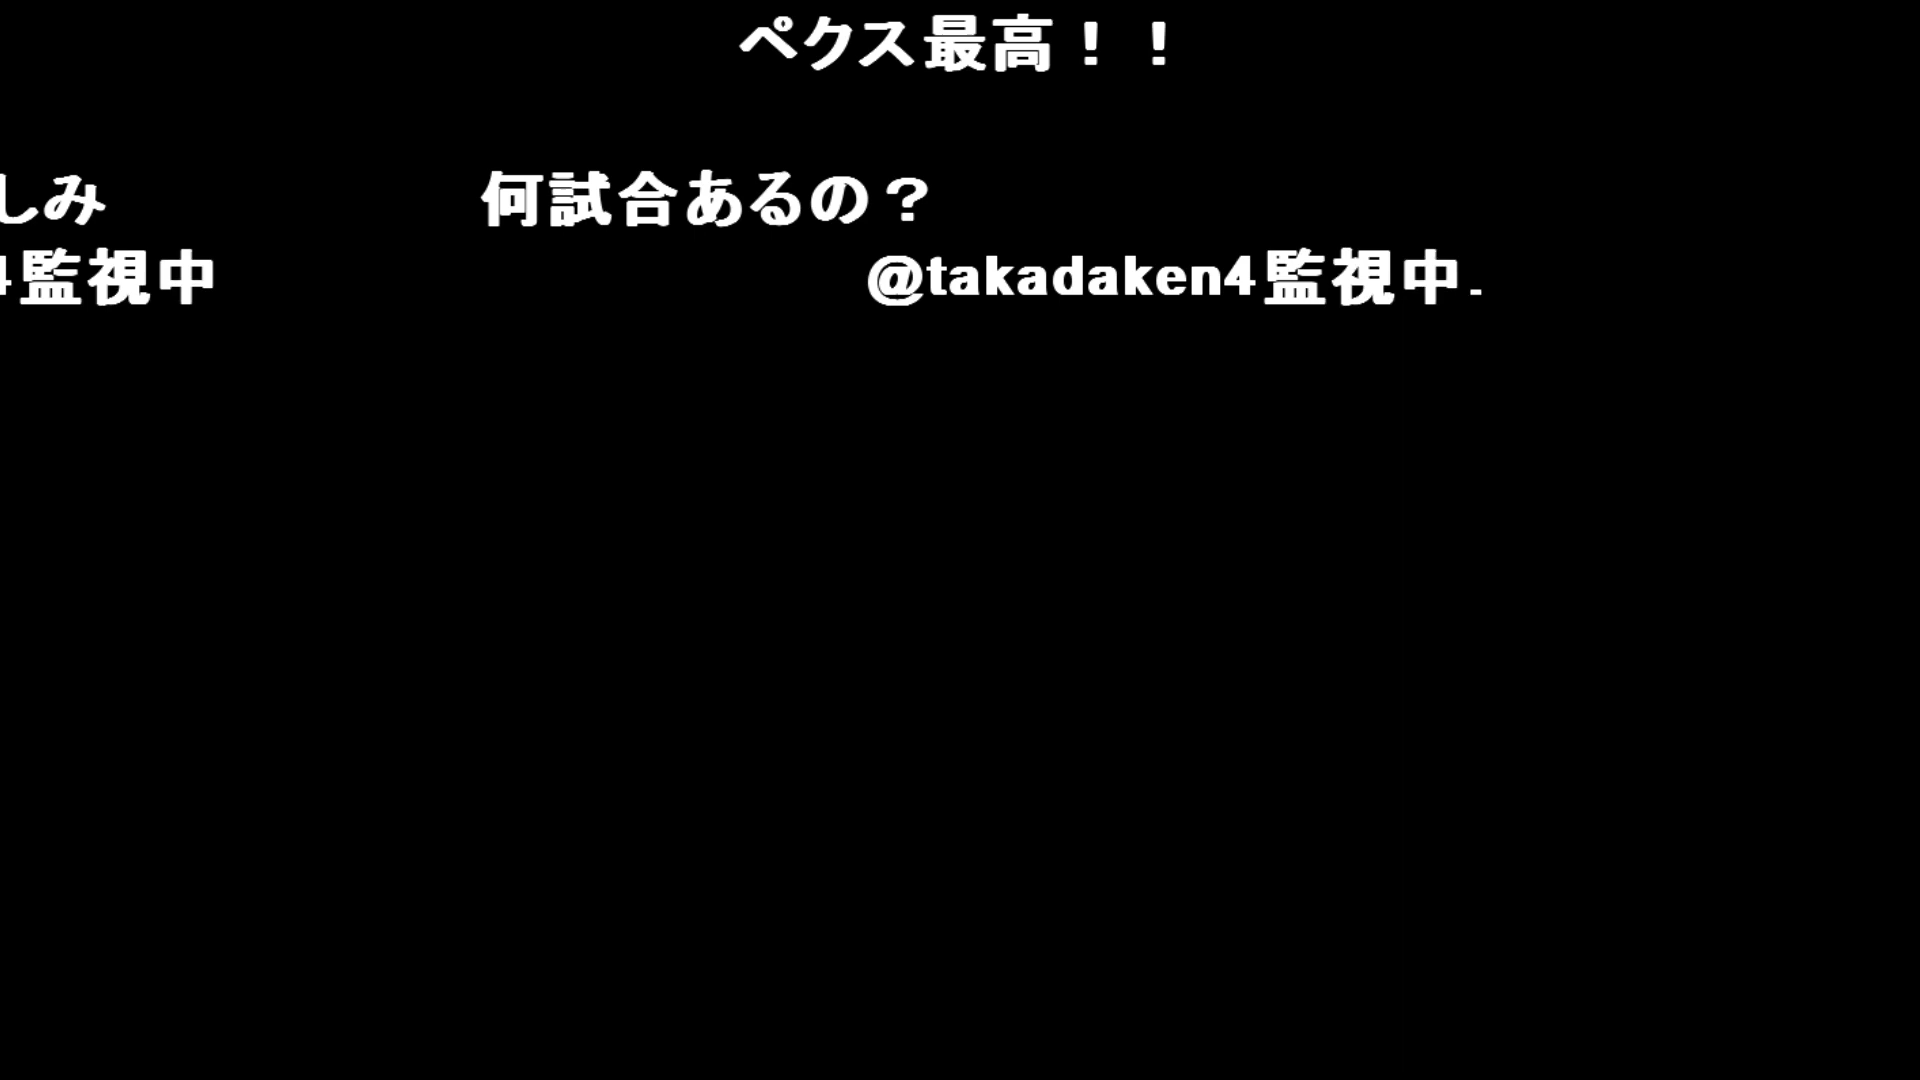 ペクス最高！！
しみ 何試合あるの？
4監視中 @takadaken4監視中.